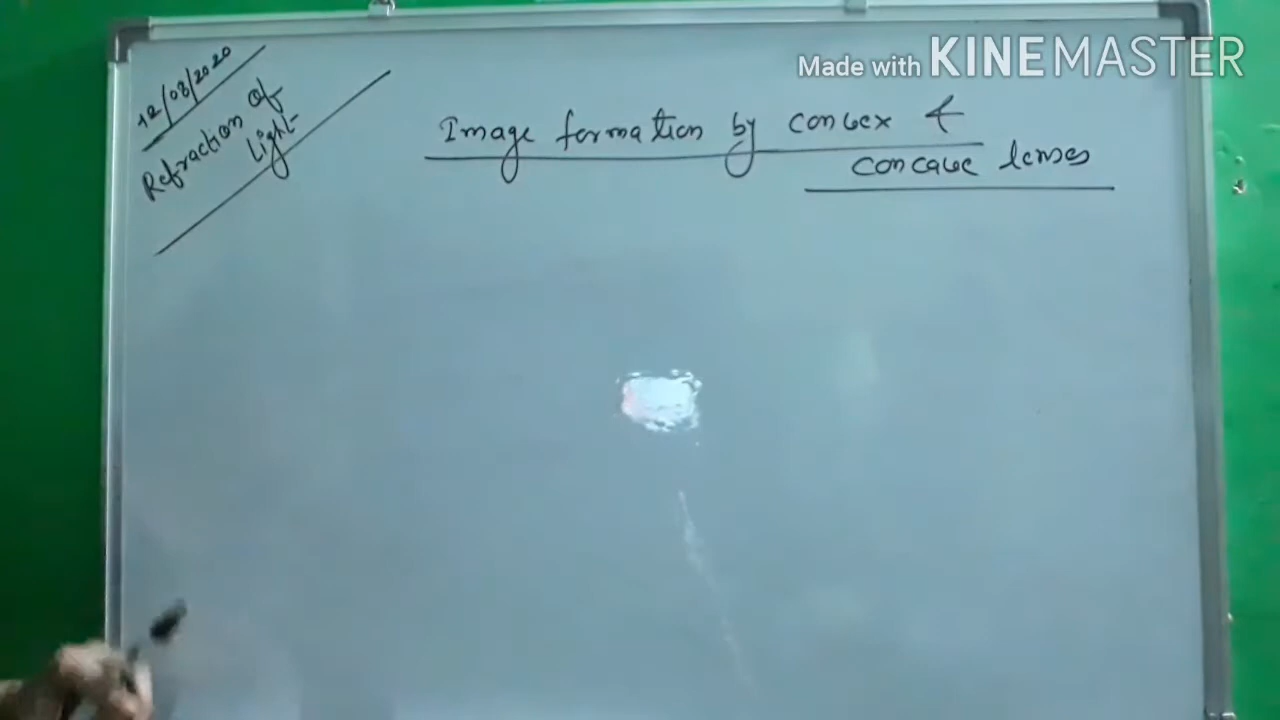 12/08/2020
Refraction of
Light
Made with KINEMASTER
Image formation by convex &
concave lenses